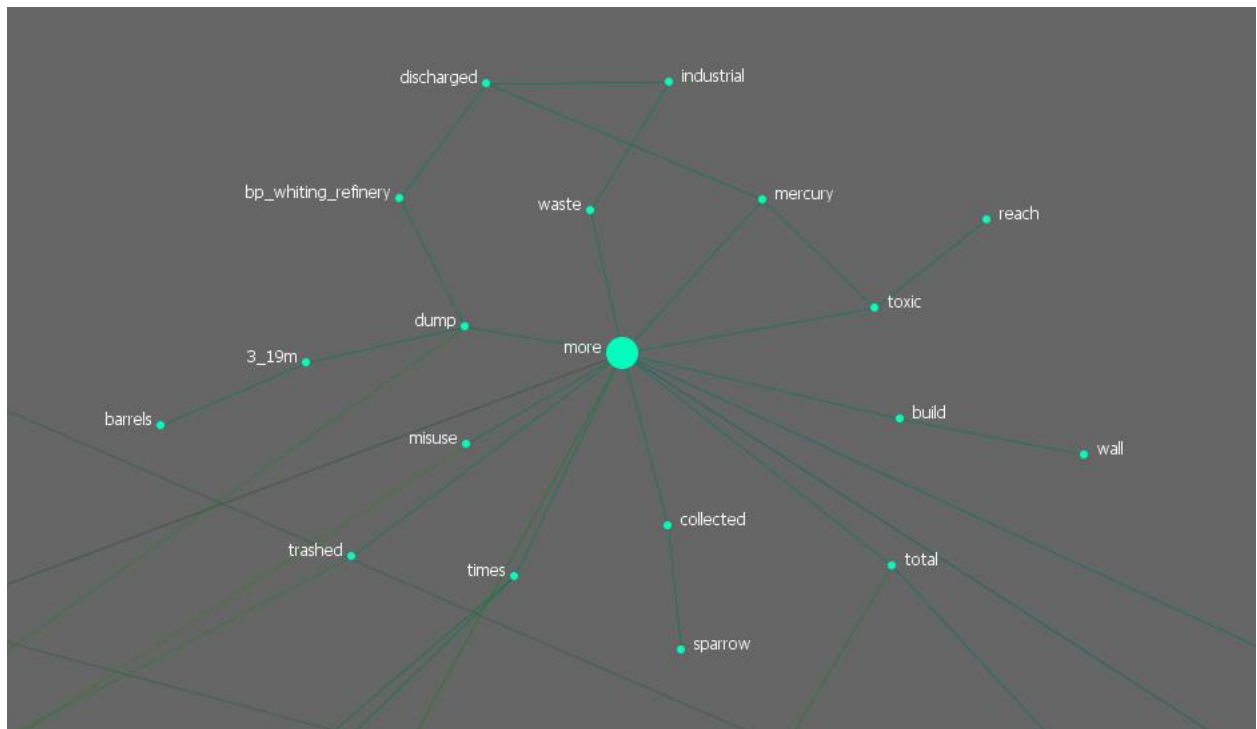 discharged
industrial
bp_whiting_refinery
waste
mercury
reach
toxic
dump
more
3_19m
barrels
misuse
build
wall
collected
trashed
times
total
sparrow